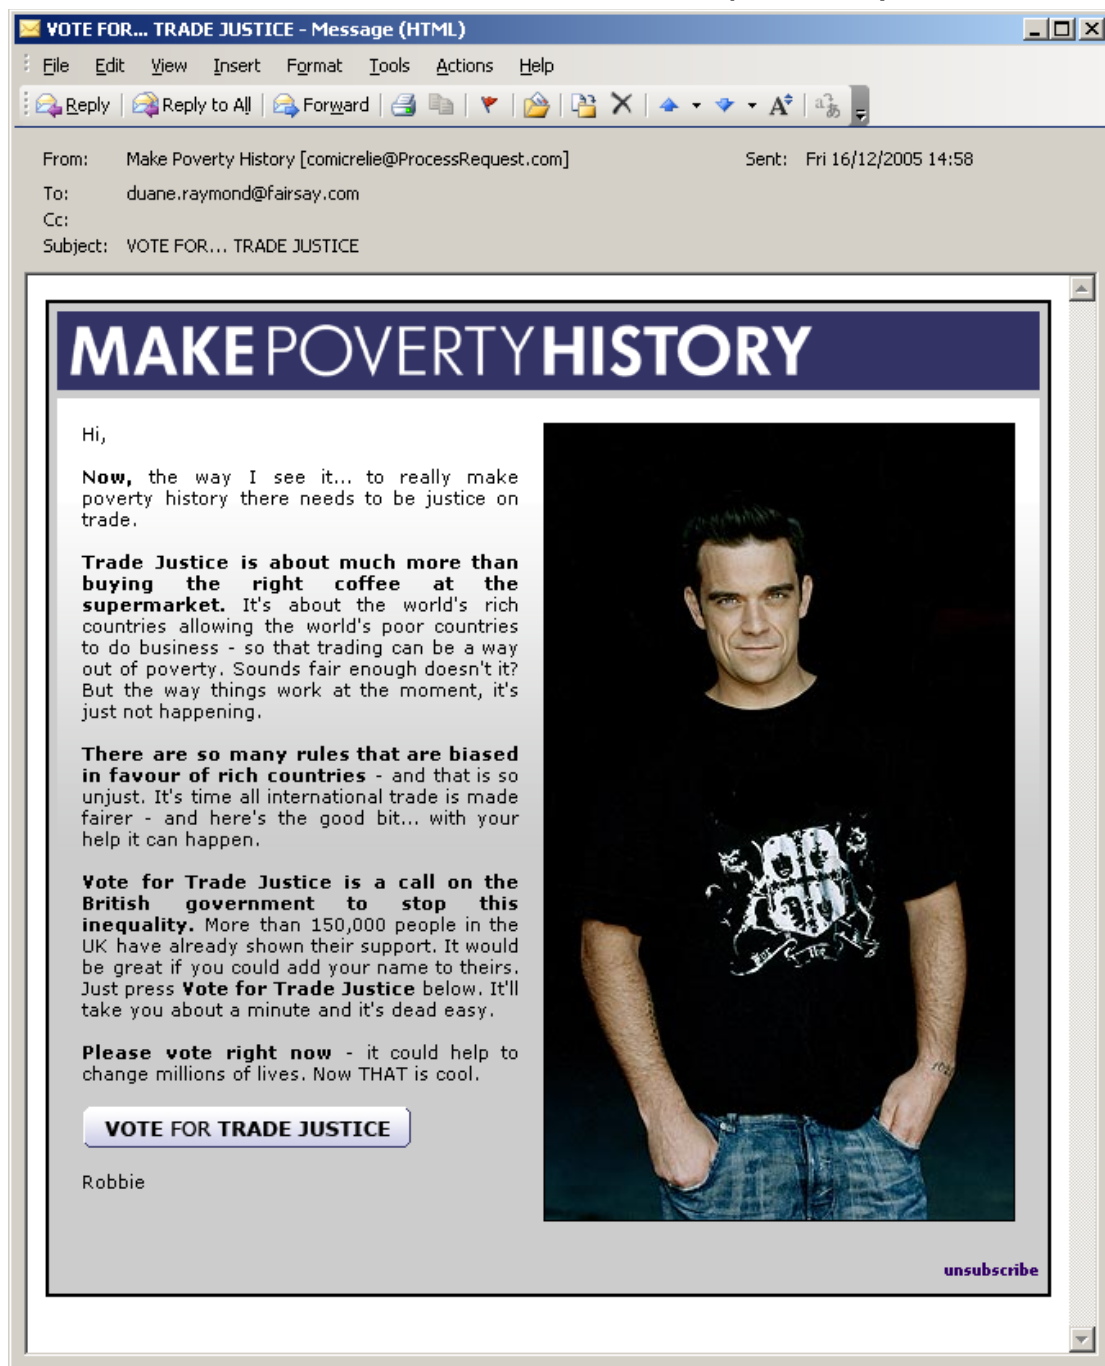 VOTE FOR... TRADE JUSTICE - Message (HTML)
File Edit View Insert Format Tools Actions Help
Reply Reply to All Forward
From: Make Poverty History [comicrelie@ProcessRequest.com] Sent: Fri 16/12/2005 14:58
To: duane.raymond@fairsay.com
Cc:
Subject: VOTE FOR... TRADE JUSTICE
MAKEPOVERTYHISTORY
Hi,
Now, the way I see it... to really make
poverty history there needs to be justice on
trade.
Trade Justice is about much more than
buying the right coffee at the
supermarket. It's about the world's rich
countries allowing the world's poor countries
to do business - so that trading can be a way
out of poverty. Sounds fair enough doesn't it?
But the way things work at the moment, it's
just not happening.
There are so many rules that are biased
in favour of rich countries - and that is so
unjust. It's time all international trade is made
fairer - and here's the good bit... with your
help it can happen.
Vote for Trade Justice is a call on the
British government to stop this
inequality. More than 150,000 people in the
UK have already shown their support. It would
be great if you could add your name to theirs.
Just press Vote for Trade Justice below. It'll
take you about a minute and it's dead easy.
Please vote right now - it could help to
change millions of lives. Now THAT is cool.
VOTE FOR TRADE JUSTICE
Robbie
unsubscribe